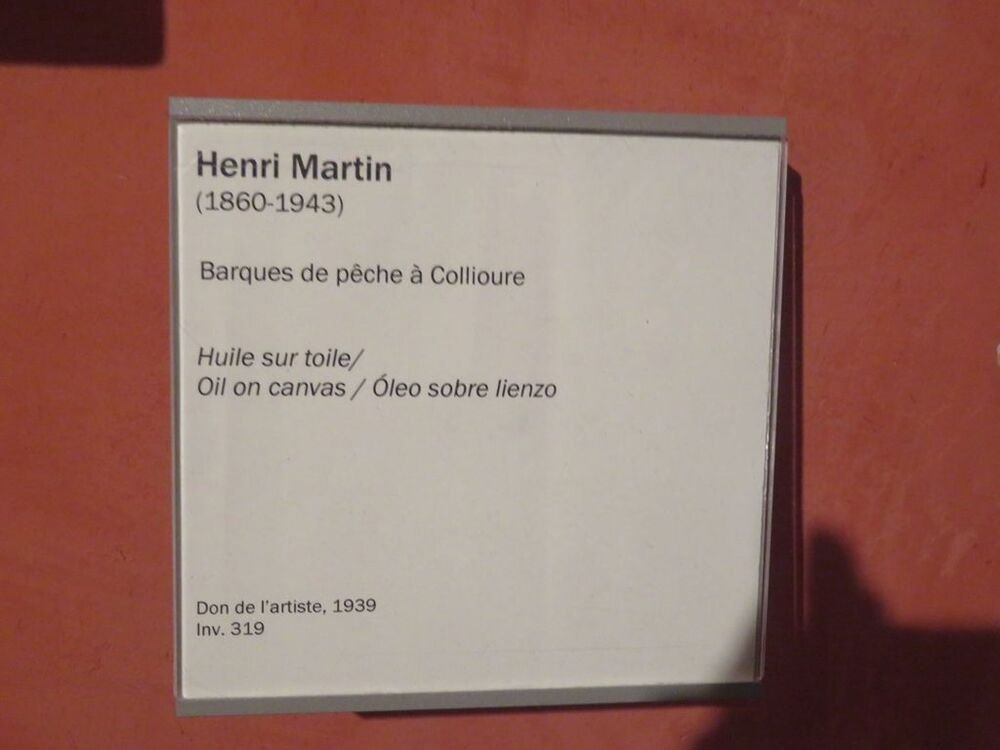 Henri Martin
(1860-1943)
Barques de pêche à Collioure
Huile sur toile/
Oil on canvas / Óleo sobre lienzo
Don de l'artiste, 1939
Inv. 319